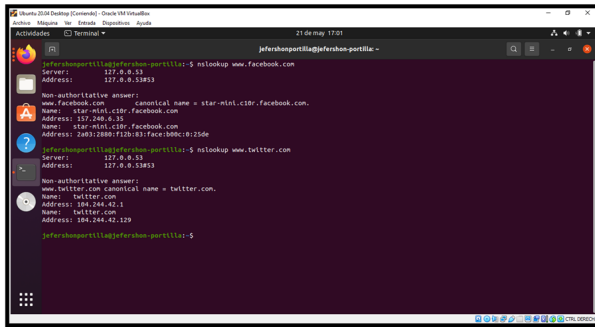 Ubuntu 20.04 Desktop [Corriendo] - Oracle VM VirtualBox
Archivo Máquina Ver Entrada Dispositivos Ayuda
Actividades Terminal 21 de may 17:01
jefershonportilla@jefershon-portilla: ~
jefershonportilla@jefershon-portilla:~$ nslookup www.facebook.com
Server: 127.0.0.53
Address: 127.0.0.53#53
Non-authoritative answer:
www.facebook.com canonical name = star-mini.c10r.facebook.com.
Name: star-mini.c10r.facebook.com
Address: 157.240.6.35
Name: star-mini.c10r.facebook.com
Address: 2a03:2880:f12b:83:face:b00c:0:25de
jefershonportilla@jefershon-portilla:~$ nslookup www.twitter.com
Server: 127.0.0.53
Address: 127.0.0.53#53
Non-authoritative answer:
www.twitter.com canonical name = twitter.com.
Name: twitter.com
Address: 104.244.42.1
Name: twitter.com
Address: 104.244.42.129
jefershonportilla@jefershon-portilla:~$
CTRL DERECH